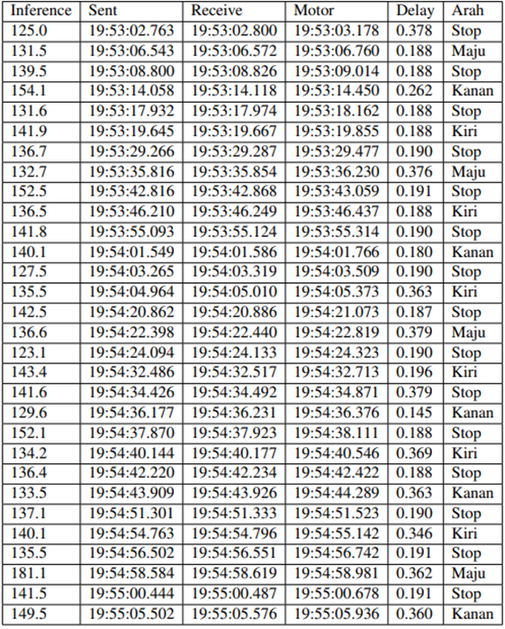 Inference Sent Receive Motor Delay Arah
125.0 19:53:02.763 19:53:02.800 19:53:03.178 0.378 Stop
131.5 19:53:06.543 19:53:06.572 19:53:06.760 0.188 Maju
139.5 19:53:08.800 19:53:08.826 19:53:09.014 0.188 Stop
154.1 19:53:14.058 19:53:14.118 19:53:14.450 0.262 Kanan
131.6 19:53:17.932 19:53:17.974 19:53:18.162 0.188 Stop
141.9 19:53:19.645 19:53:19.667 19:53:19.855 0.188 Kiri
136.7 19:53:29.266 19:53:29.287 19:53:29.477 0.190 Stop
132.7 19:53:35.816 19:53:35.854 19:53:36.230 0.376 Maju
152.5 19:53:42.816 19:53:42.868 19:53:43.059 0.191 Stop
136.5 19:53:46.210 19:53:46.249 19:53:46.437 0.188 Kiri
141.8 19:53:55.093 19:53:55.124 19:53:55.314 0.190 Stop
140.1 19:54:01.549 19:54:01.586 19:54:01.766 0.180 Kanan
127.5 19:54:03.265 19:54:03.319 19:54:03.509 0.190 Stop
135.5 19:54:04.964 19:54:05.010 19:54:05.373 0.363 Kiri
142.5 19:54:20.862 19:54:20.886 19:54:21.073 0.187 Stop
136.6 19:54:22.398 19:54:22.440 19:54:22.819 0.379 Maju
123.1 19:54:24.094 19:54:24.133 19:54:24.323 0.190 Stop
143.4 19:54:32.486 19:54:32.517 19:54:32.713 0.196 Kiri
141.6 19:54:34.426 19:54:34.492 19:54:34.871 0.379 Stop
129.6 19:54:36.177 19:54:36.231 19:54:36.376 0.145 Kanan
152.1 19:54:37.870 19:54:37.923 19:54:38.111 0.188 Stop
134.2 19:54:40.144 19:54:40.177 19:54:40.546 0.369 Kiri
136.4 19:54:42.220 19:54:42.234 19:54:42.422 0.188 Stop
133.5 19:54:43.909 19:54:43.926 19:54:44.289 0.363 Kanan
137.1 19:54:51.301 19:54:51.333 19:54:51.523 0.190 Stop
140.1 19:54:54.763 19:54:54.796 19:54:55.142 0.346 Kiri
135.5 19:54:56.502 19:54:56.551 19:54:56.742 0.191 Stop
181.1 19:54:58.584 19:54:58.619 19:54:58.981 0.362 Maju
141.5 19:55:00.444 19:55:00.487 19:55:00.678 0.191 Stop
149.5 19:55:05.502 19:55:05.576 19:55:05.936 0.360 Kanan